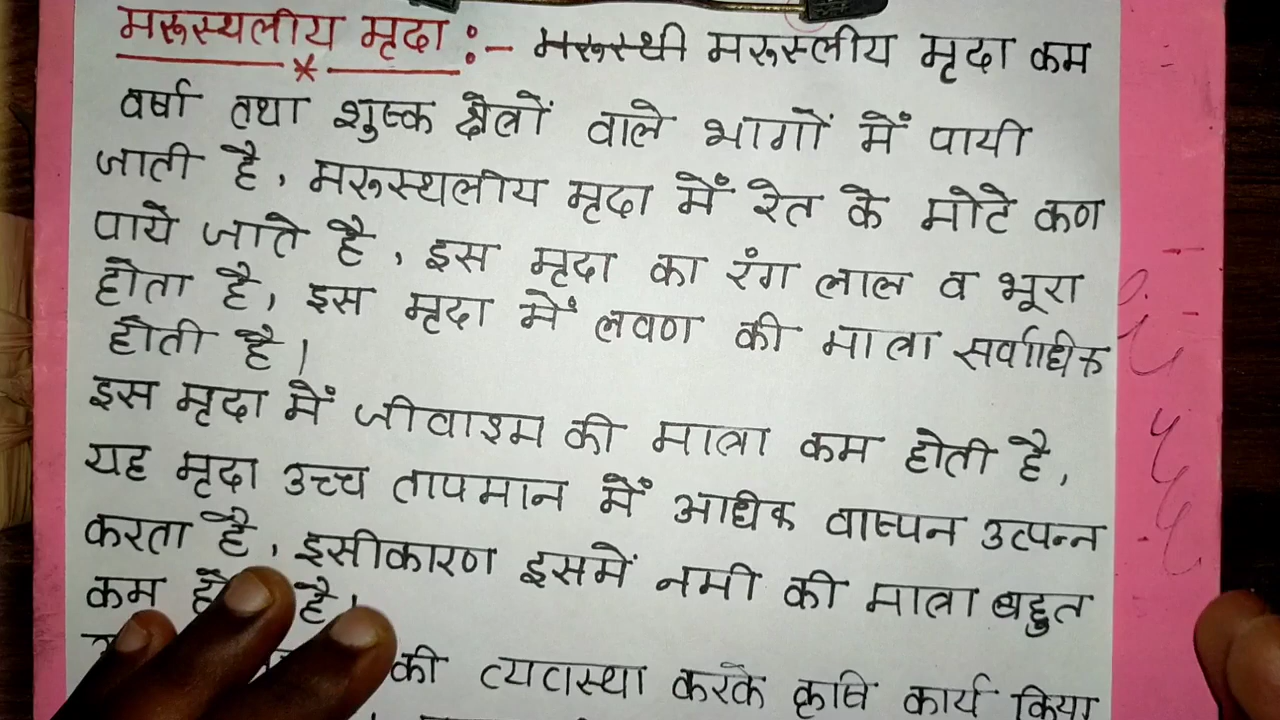 मरूस्थलीय मृदा :- मरूस्थी मरूस्लीय मृदा कम
वर्षा तथा शुष्क क्षेत्रों वाले भागों में पायी
जाती है, मरूस्थलीय मृदा में रेत के मोटे कण
पाये जाते है, इस मृदा का रंग लाल व भूरा
होता है, इस मृदा में लवण की मात्रा सर्वाधिक
होती है।
इस मृदा में जीवाश्म की मात्रा कम होती है,
यह मृदा उच्च तापमान में अधिक वाष्पन उत्पन्न
करता है, इसीकारण इसमें नमी की मात्रा बहुत
कम है।
की व्यवस्था करके कृषि कार्य किया